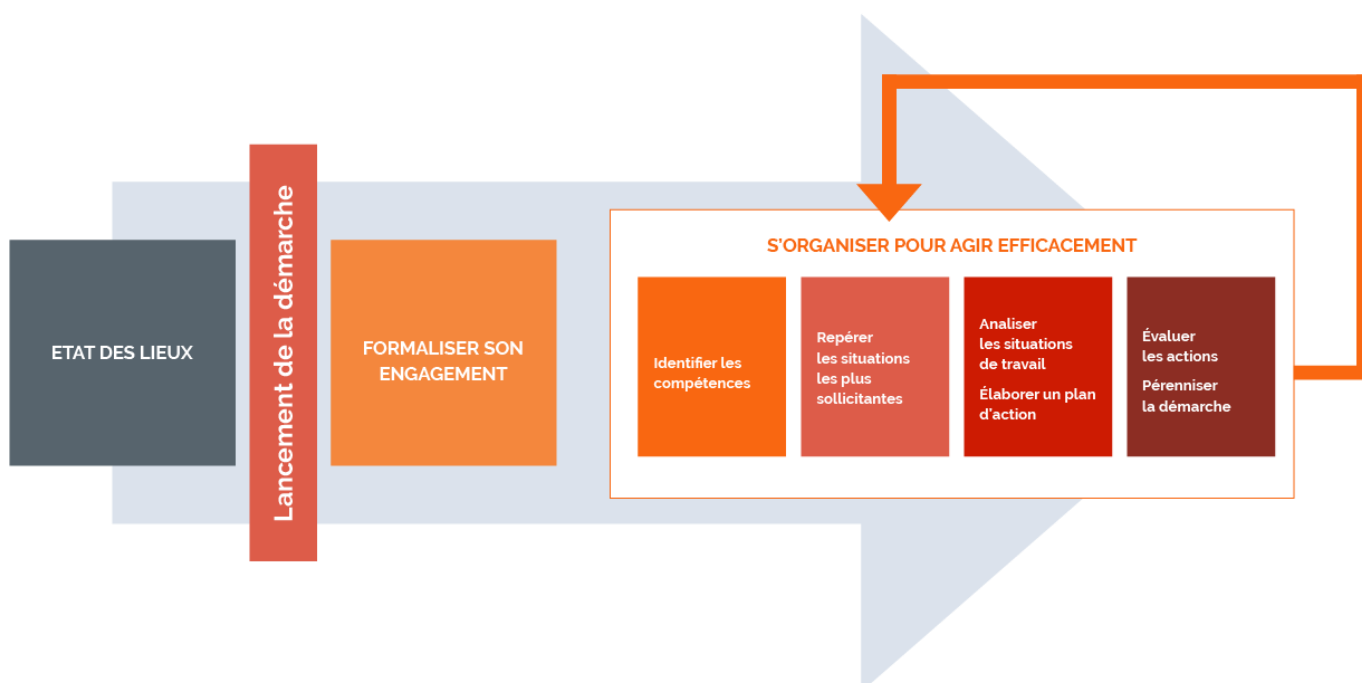 ETAT DES LIEUX
Lancement de la démarche
FORMALISER SON
ENGAGEMENT
S'ORGANISER POUR AGIR EFFICACEMENT
Identifier les
compétences
Repérer
les situations
les plus
sollicitantes
Analiser
les situations
de travail
Élaborer un plan
d'action
Évaluer
les actions
Pérenniser
la démarche